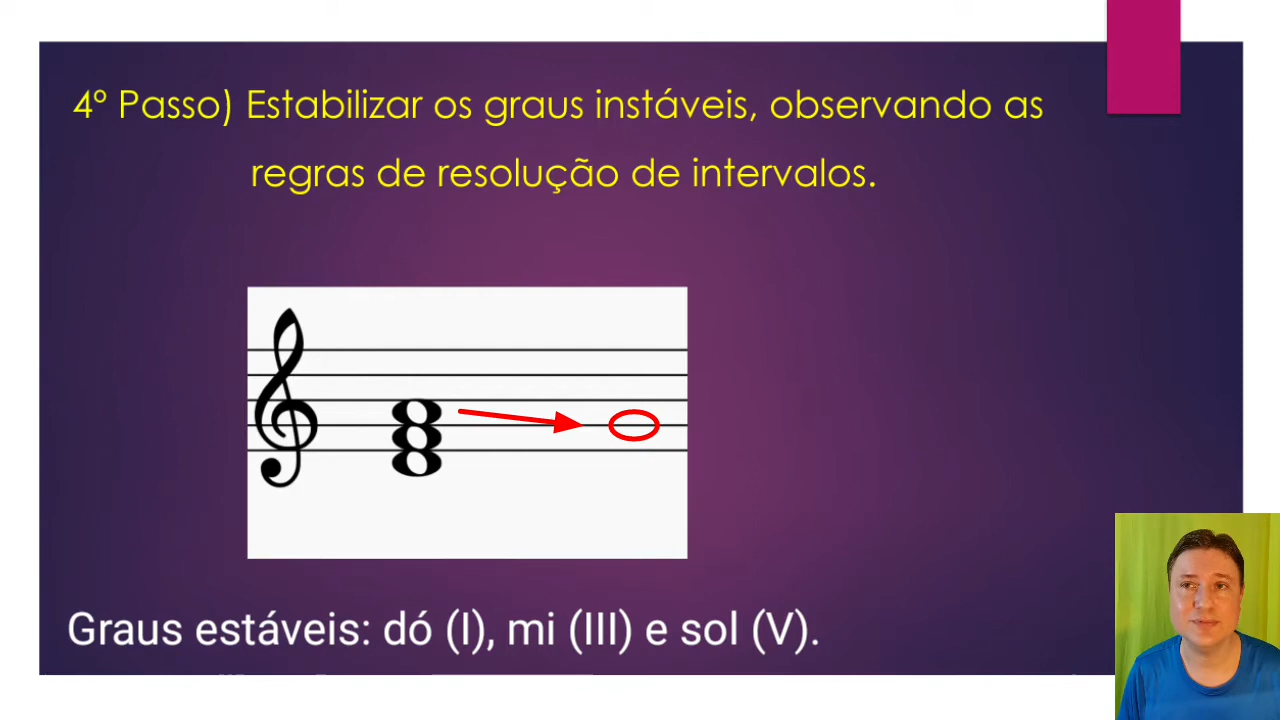 4º Passo) Estabilizar os graus instáveis, observando as
regras de resolução de intervalos.
Graus estáveis: dó (I), mi (III) e sol (V).